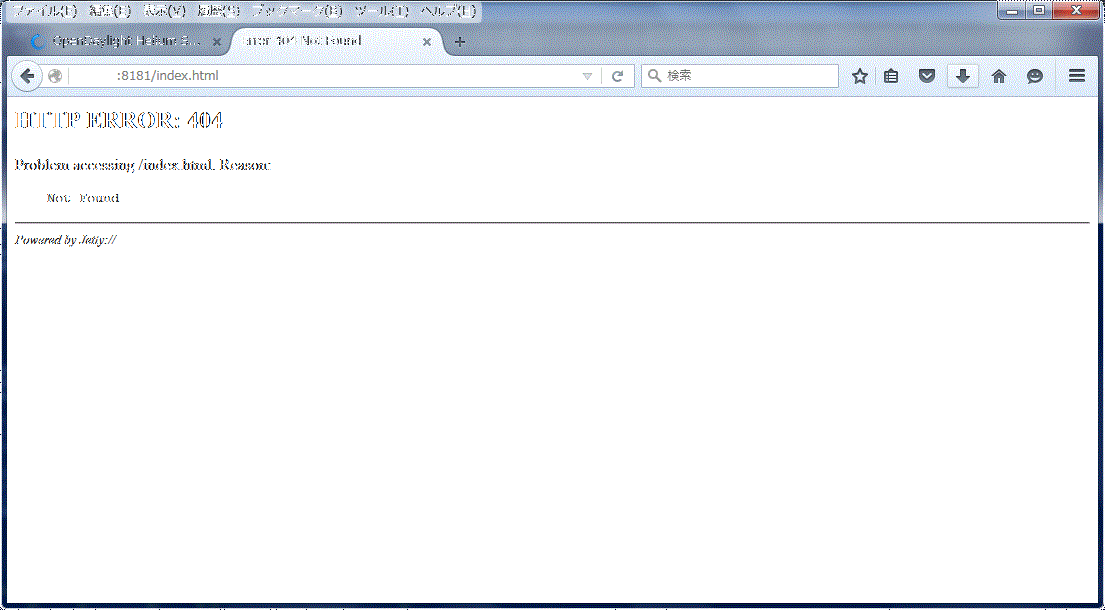 ファイル(F) 編集(E) 表示(V) 履歴(S) ブックマーク(B) ツール(T) ヘルプ(H)
OpenDaylight Helium S... Error 404 Not Found
:8181/index.html 検索
HTTP ERROR: 404
Problem accessing /index.html. Reason:
Not Found
Powered by Jetty://